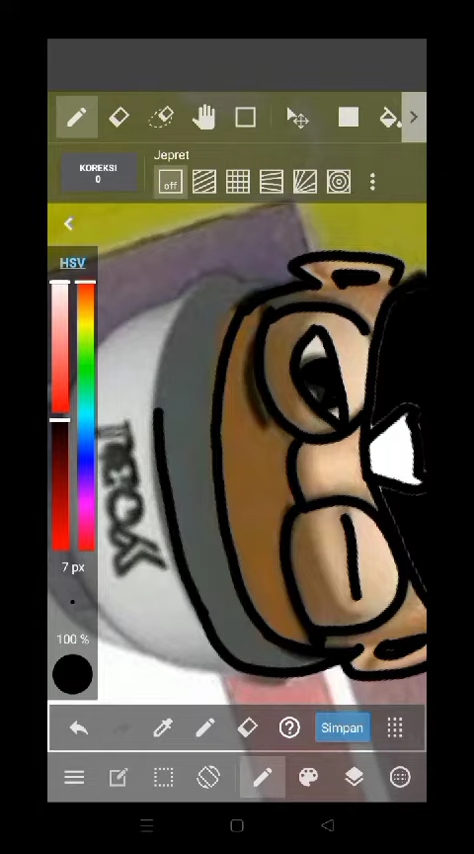 Jepret
KOREKSI
0
off
HSV
7 px
100 %
Simpan